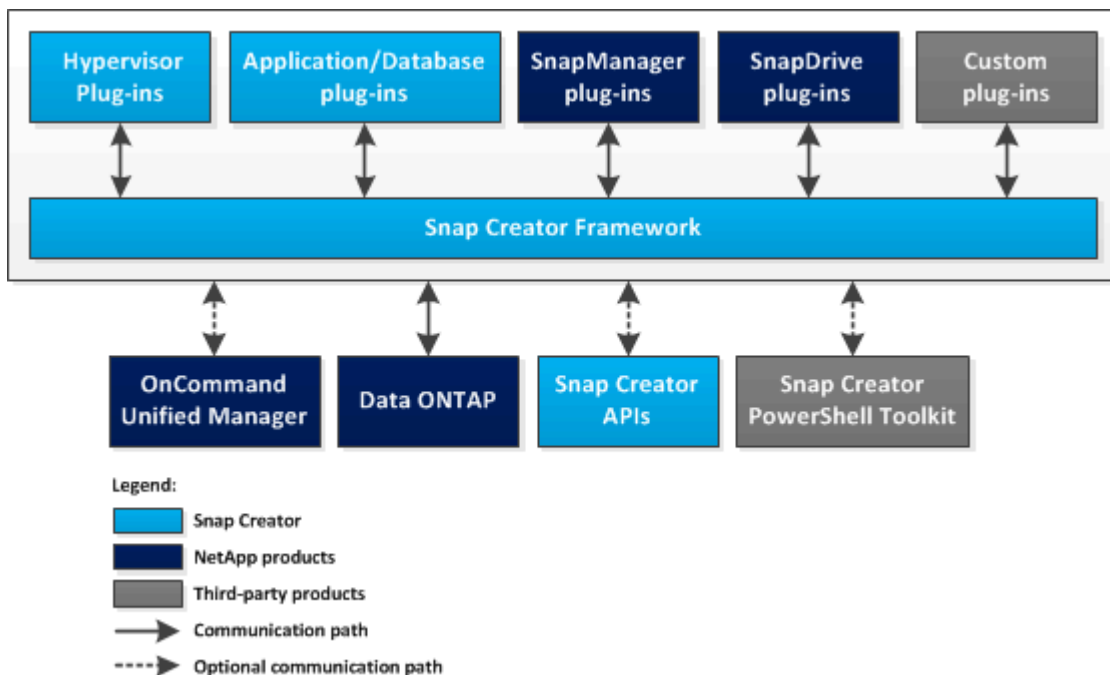 Hypervisor
Plug-ins
Application/Database
plug-ins
SnapManager
plug-ins
SnapDrive
plug-ins
Custom
plug-ins
Snap Creator Framework
OnCommand
Unified Manager
Data ONTAP
Snap Creator
APIs
Snap Creator
PowerShell Toolkit
Legend:
Snap Creator
NetApp products
Third-party products
Communication path
Optional communication path